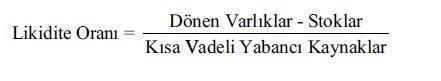 Likidite Oranı = Dönen Varlıklar - Stoklar
Kısa Vadeli Yabancı Kaynaklar